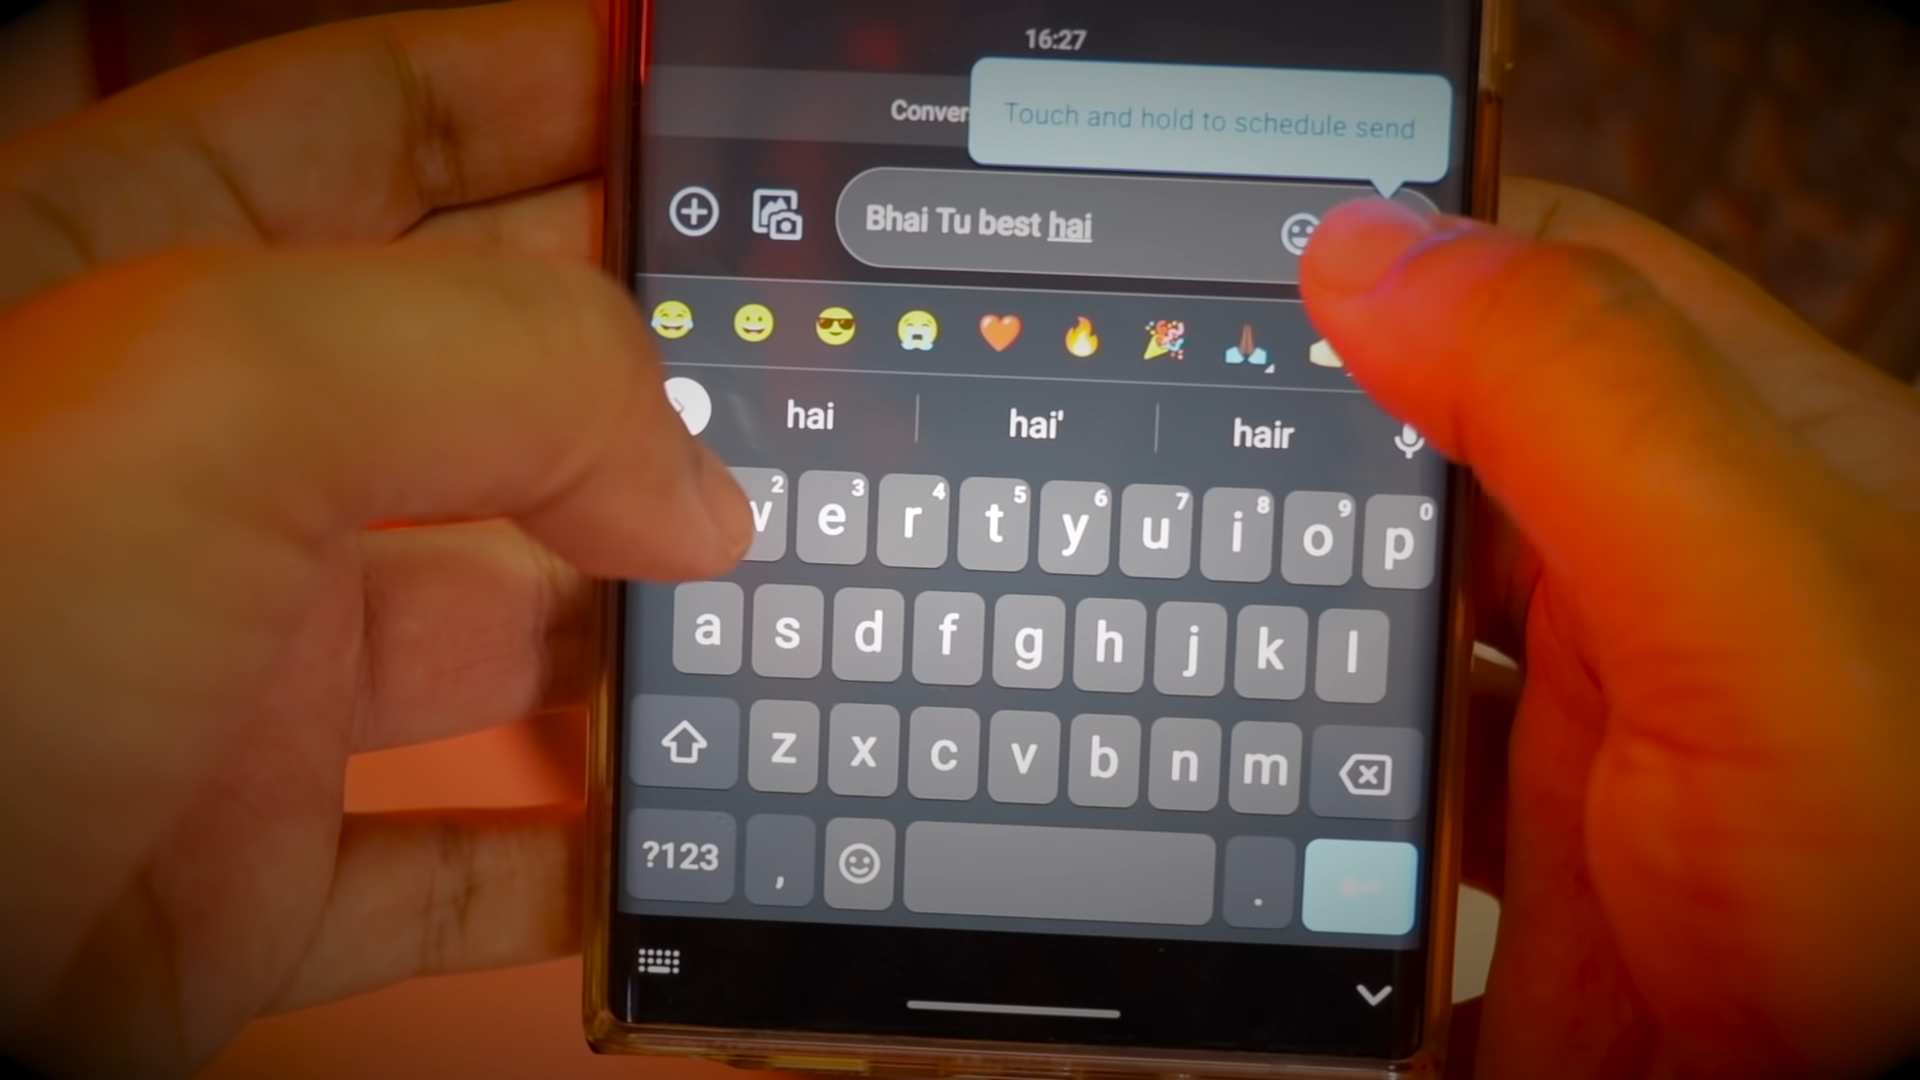 16:27
Conver
Touch and hold to schedule send
Bhai Tu best hai
hai hai' hair
2 3 4 5 6 7 8 9 0
e r t y u i o p
a s d f g h j k l
z x c v b n m
?123 , .